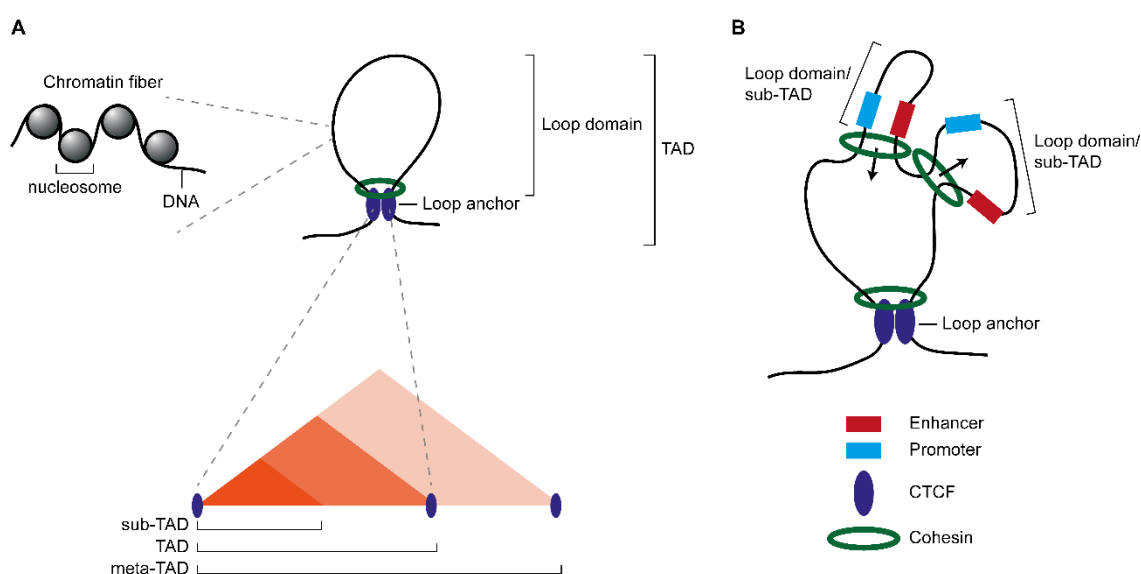 A
Chromatin fiber
nucleosome
DNA
Loop domain
TAD
Loop anchor
sub-TAD
TAD
meta-TAD
B
Loop domain/
sub-TAD
Loop domain/
sub-TAD
Loop anchor
Enhancer
Promoter
CTCF
Cohesin